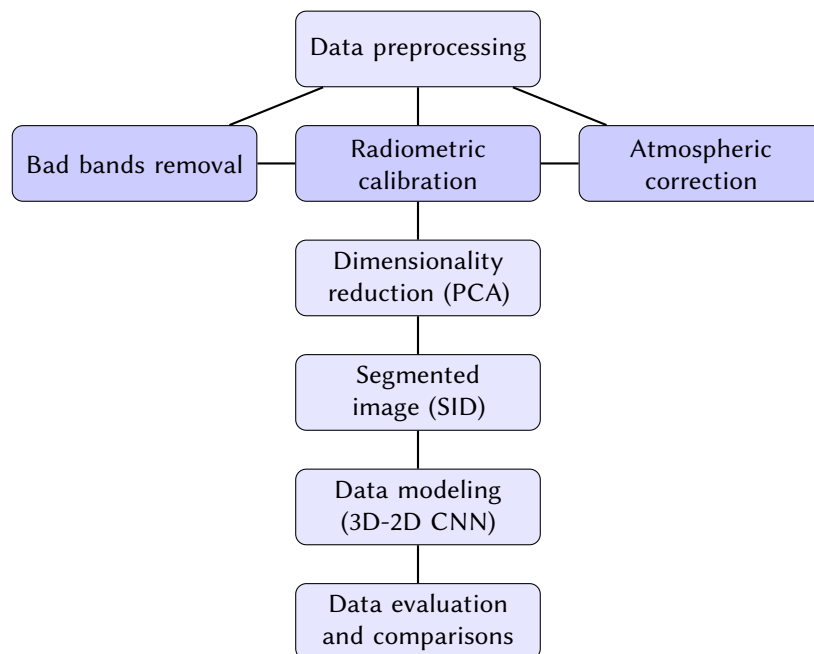 Data preprocessing
Bad bands removal
Radiometric
calibration
Atmospheric
correction
Dimensionality
reduction (PCA)
Segmented
image (SID)
Data modeling
(3D-2D CNN)
Data evaluation
and comparisons